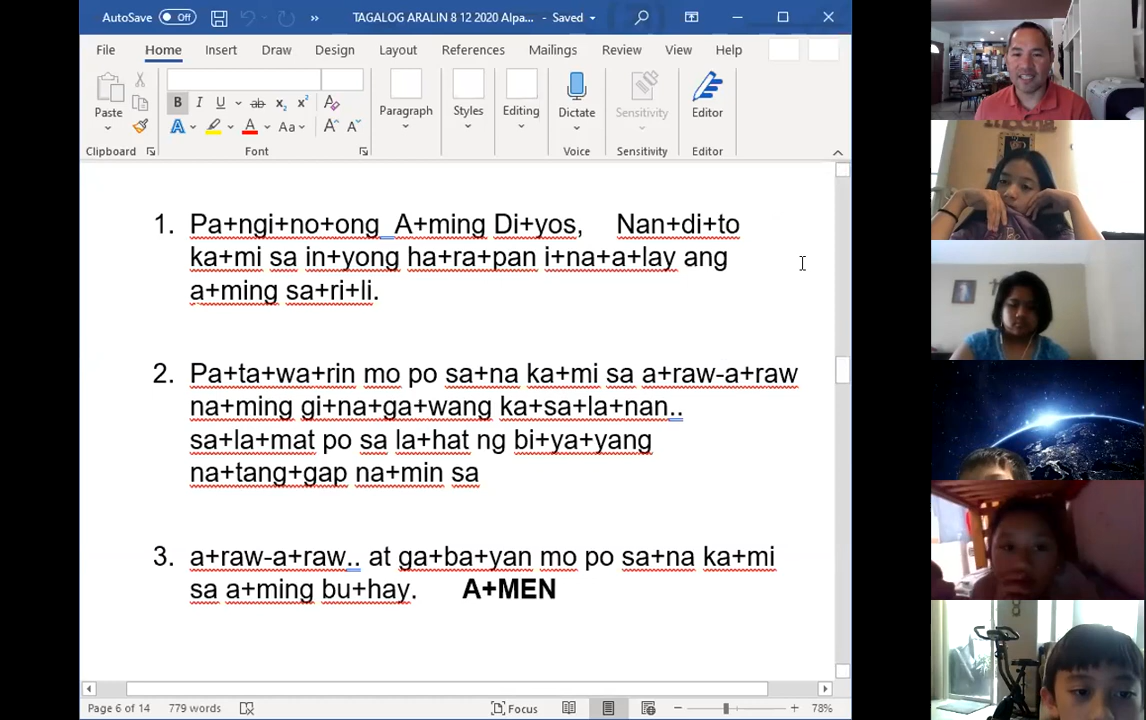 AutoSave Off TAGALOG ARALIN 8 12 2020 Alpa... - Saved
File Home Insert Draw Design Layout References Mailings Review View Help
Paste B I U ab x₂ x² A A Aa A A Paragraph Styles Editing Dictate Sensitivity Editor
Clipboard Font Voice Sensitivity Editor
1. Pa+ngi+no+ong A+ming Di+yos, Nan+di+to
ka+mi sa in+yong ha+ra+pan i+na+a+lay ang
a+ming sa+ri+li.
2. Pa+ta+wa+rin mo po sa+na ka+mi sa a+raw-a+raw
na+ming gi+na+ga+wang ka+sa+la+nan..
sa+la+mat po sa la+hat ng bi+ya+yang
na+tang+gap na+min sa
3. a+raw-a+raw.. at ga+ba+yan mo po sa+na ka+mi
sa a+ming bu+hay. A+MEN
Page 6 of 14 779 words Focus 78%